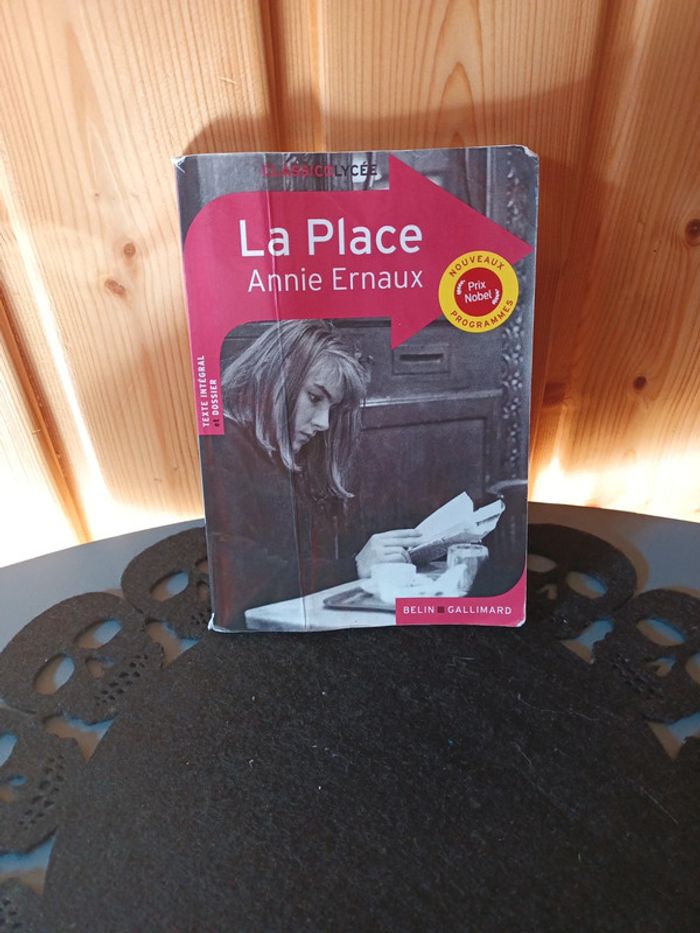 CLASSICOLYCÉE
La Place
Annie Ernaux
NOUVEAUX
Prix
Nobel
PROGRAMMES
TEXTE INTÉGRAL
et DOSSIER
BELIN GALLIMARD